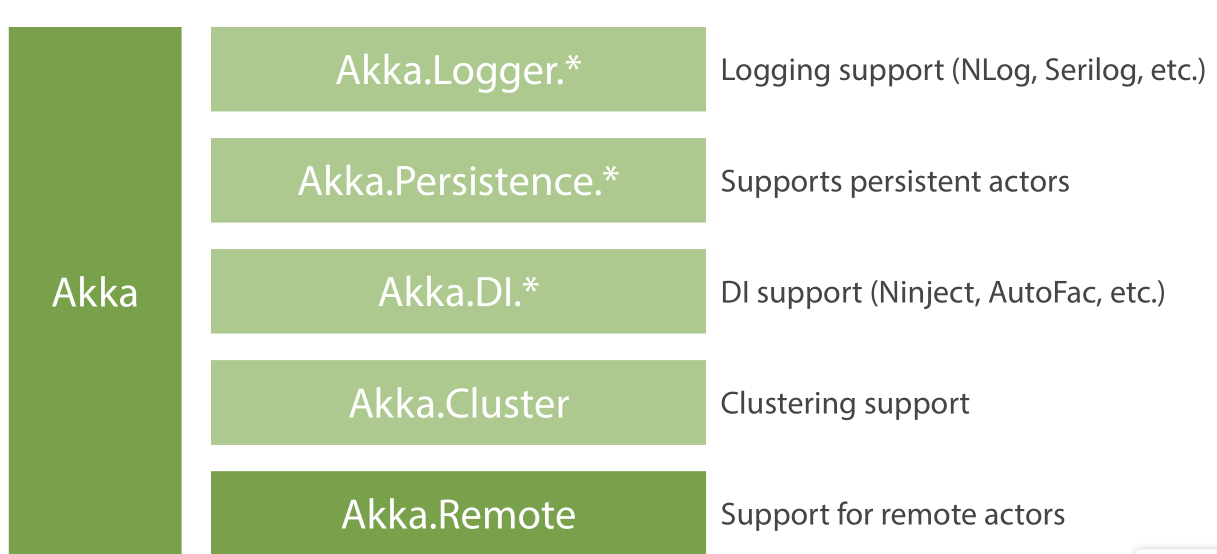 Akka
Akka.Logger.*
Logging support (NLog, Serilog, etc.)
Akka.Persistence.*
Supports persistent actors
Akka.DI.*
DI support (Ninject, AutoFac, etc.)
Akka.Cluster
Clustering support
Akka.Remote
Support for remote actors